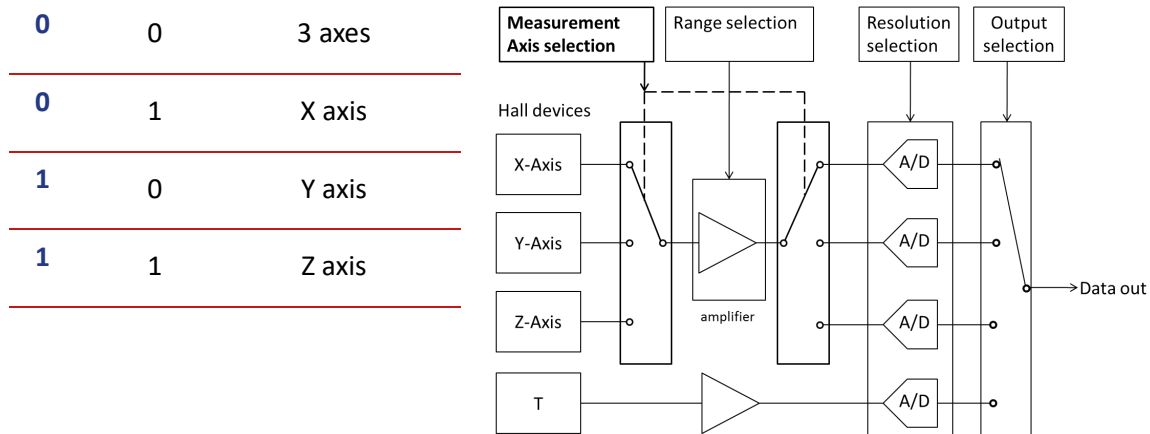 0 0 3 axes
0 1 X axis
1 0 Y axis
1 1 Z axis
Measurement
Axis selection
Range selection
Resolution
selection
Output
selection
Hall devices
X-Axis
A/D
Y-Axis
A/D
Data out
Z-Axis
amplifier
A/D
T
A/D